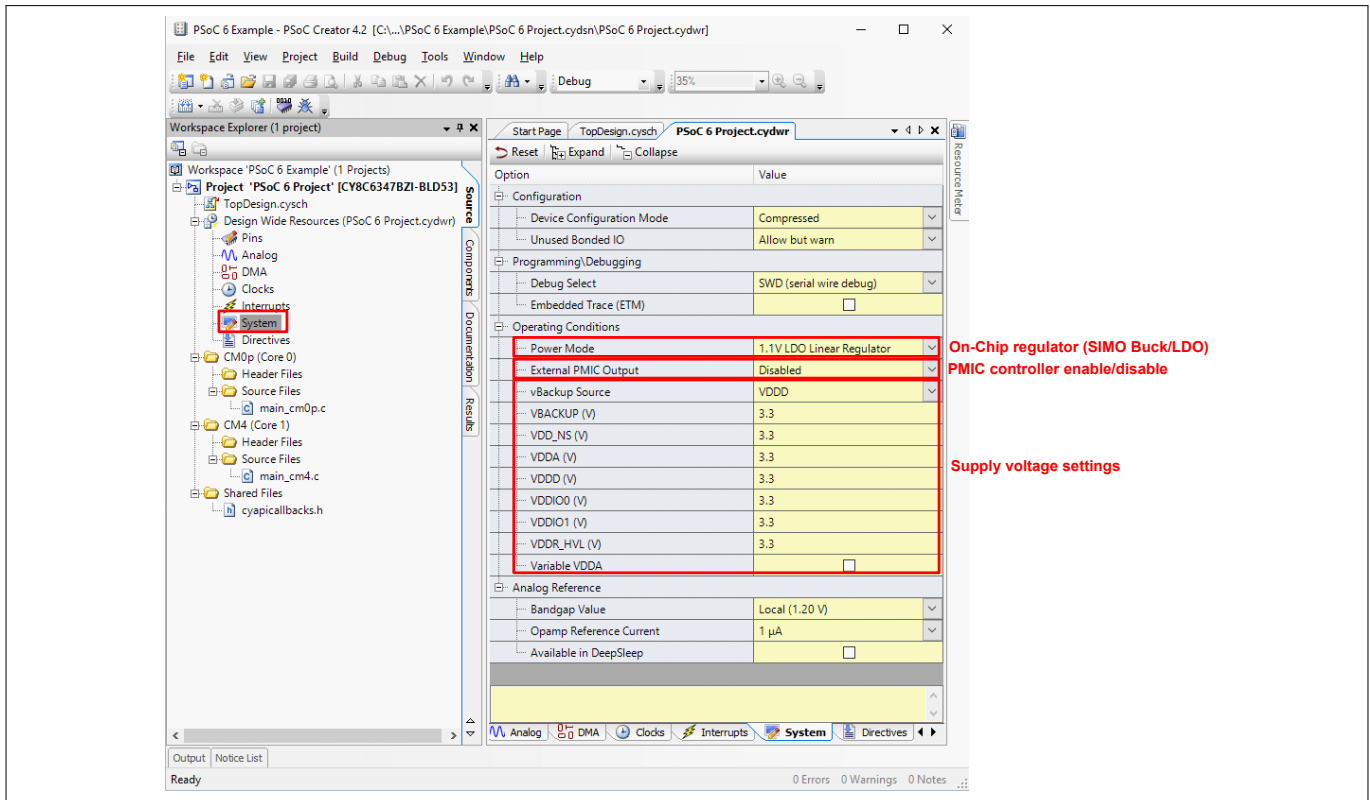 PSoC 6 Example - PSoC Creator 4.2 [C:\...\PSoC 6 Example\PSoC 6 Project.cydsn\PSoC 6 Project.cydwr]
File Edit View Project Build Debug Tools Window Help
Debug 35%
Workspace Explorer (1 project)
Workspace 'PSoC 6 Example' (1 Projects)
Project 'PSoC 6 Project' [CY8C6347BZI-BLD53]
TopDesign.cysch
Design Wide Resources (PSoC 6 Project.cydwr)
Pins
Analog
DMA
Clocks
Interrupts
System
Directives
CM0p (Core 0)
Header Files
Source Files
main_cm0p.c
CM4 (Core 1)
Header Files
Source Files
main_cm4.c
Shared Files
cyapicallbacks.h
Source
Components
Documentation
Results
Start Page TopDesign.cysch PSoC 6 Project.cydwr
Reset Expand Collapse
Option Value
Configuration
Device Configuration Mode Compressed
Unused Bonded IO Allow but warn
Programming\Debugging
Debug Select SWD (serial wire debug)
Embedded Trace (ETM)
Operating Conditions
Power Mode 1.1V LDO Linear Regulator
External PMIC Output Disabled
vBackup Source VDDD
VBACKUP (V) 3.3
VDD_NS (V) 3.3
VDDA (V) 3.3
VDDD (V) 3.3
VDDIO0 (V) 3.3
VDDIO1 (V) 3.3
VDDR_HVL (V) 3.3
Variable VDDA
Analog Reference
Bandgap Value Local (1.20 V)
Opamp Reference Current 1 µA
Available in DeepSleep
Analog DMA Clocks Interrupts System Directives
Resource Meter
On-Chip regulator (SIMO Buck/LDO)
PMIC controller enable/disable
Supply voltage settings
Output Notice List
Ready 0 Errors 0 Warnings 0 Notes